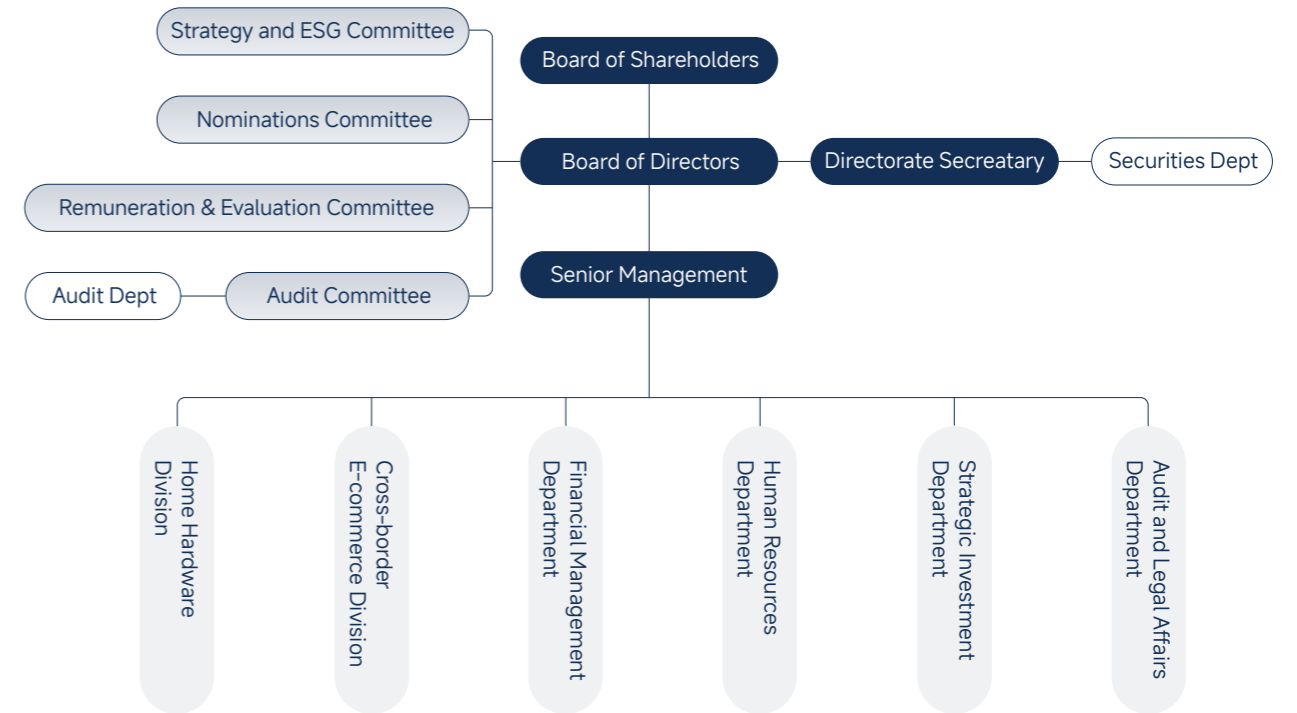 Strategy and ESG Committee
Board of Shareholders
Nominations Committee
Board of Directors
Directorate Secreatary
Securities Dept
Remuneration & Evaluation Committee
Senior Management
Audit Dept
Audit Committee
Home Hardware
Division
Cross-border
E-commerce Division
Financial Management
Department
Human Resources
Department
Strategic Investment
Department
Audit and Legal Affairs
Department